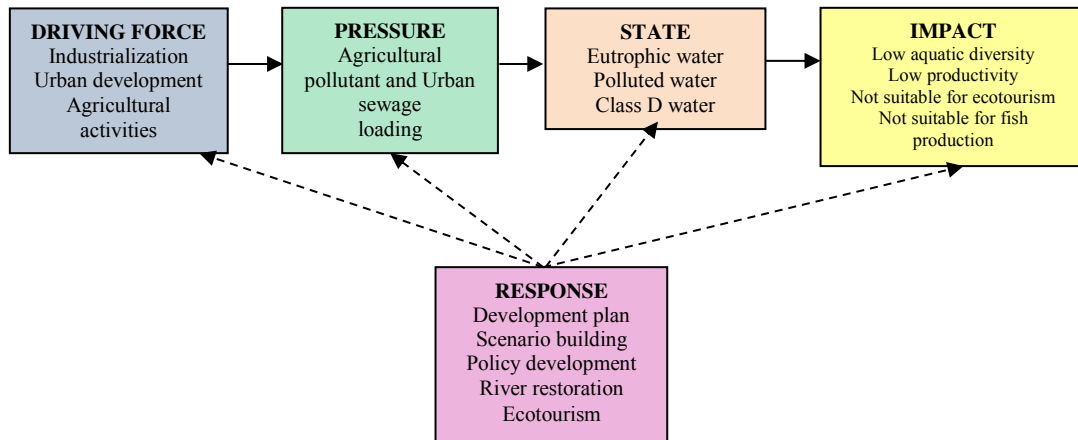 DRIVING FORCE
Industrialization
Urban development
Agricultural
activities
PRESSURE
Agricultural
pollutant and Urban
sewage
loading
STATE
Eutrophic water
Polluted water
Class D water
IMPACT
Low aquatic diversity
Low productivity
Not suitable for ecotourism
Not suitable for fish
production
RESPONSE
Development plan
Scenario building
Policy development
River restoration
Ecotourism